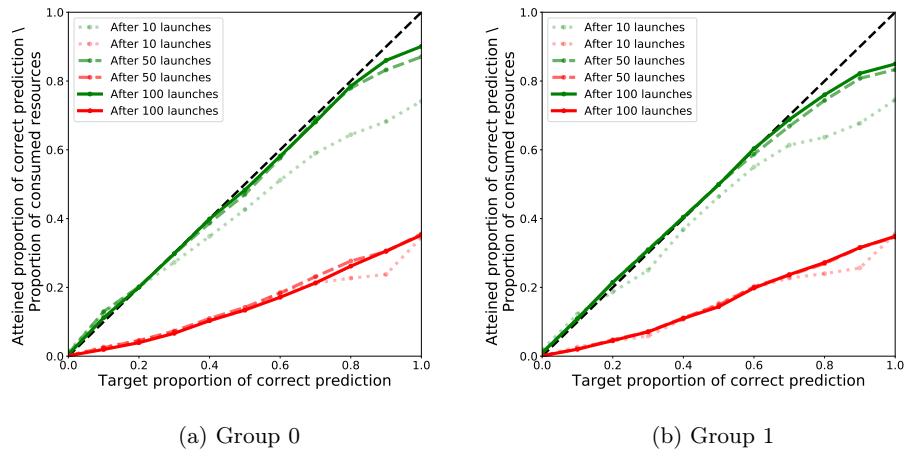 Atteined proportion of correct prediction \
Proportion of consumed resources
1.0
0.8
0.6
0.4
0.2
0.0
After 10 launches
After 10 launches
After 50 launches
After 50 launches
After 100 launches
After 100 launches
0.0 0.2 0.4 0.6 0.8 1.0
Target proportion of correct prediction
(a) Group 0
Atteined proportion of correct prediction \
Proportion of consumed resources
1.0
0.8
0.6
0.4
0.2
0.0
After 10 launches
After 10 launches
After 50 launches
After 50 launches
After 100 launches
After 100 launches
0.0 0.2 0.4 0.6 0.8 1.0
Target proportion of correct prediction
(b) Group 1